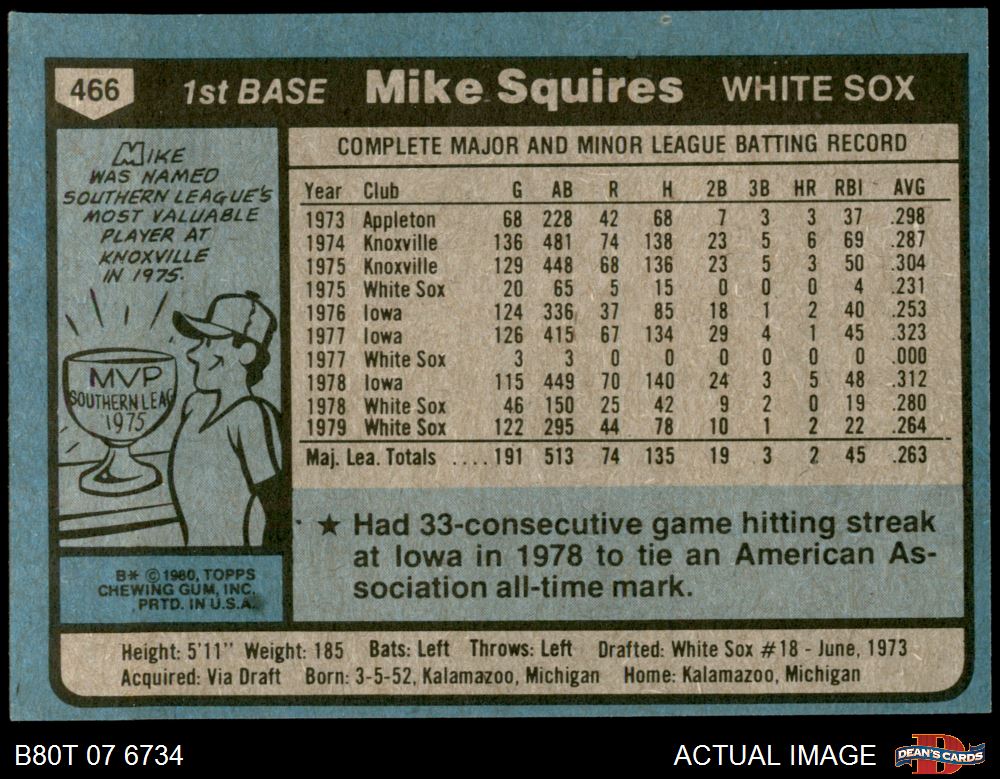 466 1st BASE Mike Squires WHITE SOX
MIKE
WAS NAMED
SOUTHERN LEAGUE'S
MOST VALUABLE
PLAYER AT
KNOXVILLE
IN 1975.
MVP
SOUTHERN LEAG
1975
B* © 1980, TOPPS
CHEWING GUM, INC.
PRTD. IN U.S.A.
COMPLETE MAJOR AND MINOR LEAGUE BATTING RECORD
Year Club G AB R H 2B 3B HR RBI AVG
1973 Appleton 68 228 42 68 7 3 3 37 .298
1974 Knoxville 136 481 74 138 23 5 6 69 .287
1975 Knoxville 129 448 68 136 23 5 3 50 .304
1975 White Sox 20 65 5 15 0 0 0 4 .231
1976 Iowa 124 336 37 85 18 1 2 40 .253
1977 Iowa 126 415 67 134 29 4 1 45 .323
1977 White Sox 3 3 0 0 0 0 0 0 .000
1978 Iowa 115 449 70 140 24 3 5 48 .312
1978 White Sox 46 150 25 42 9 2 0 19 .280
1979 White Sox 122 295 44 78 10 1 2 22 .264
Maj. Lea. Totals ....191 513 74 135 19 3 2 45 .263
★ Had 33-consecutive game hitting streak
at Iowa in 1978 to tie an American As-
sociation all-time mark.
Height: 5'11" Weight: 185 Bats: Left Throws: Left Drafted: White Sox #18 - June, 1973
Acquired: Via Draft Born: 3-5-52, Kalamazoo, Michigan Home: Kalamazoo, Michigan
B80T 07 6734 ACTUAL IMAGE DEAN'S CARDS